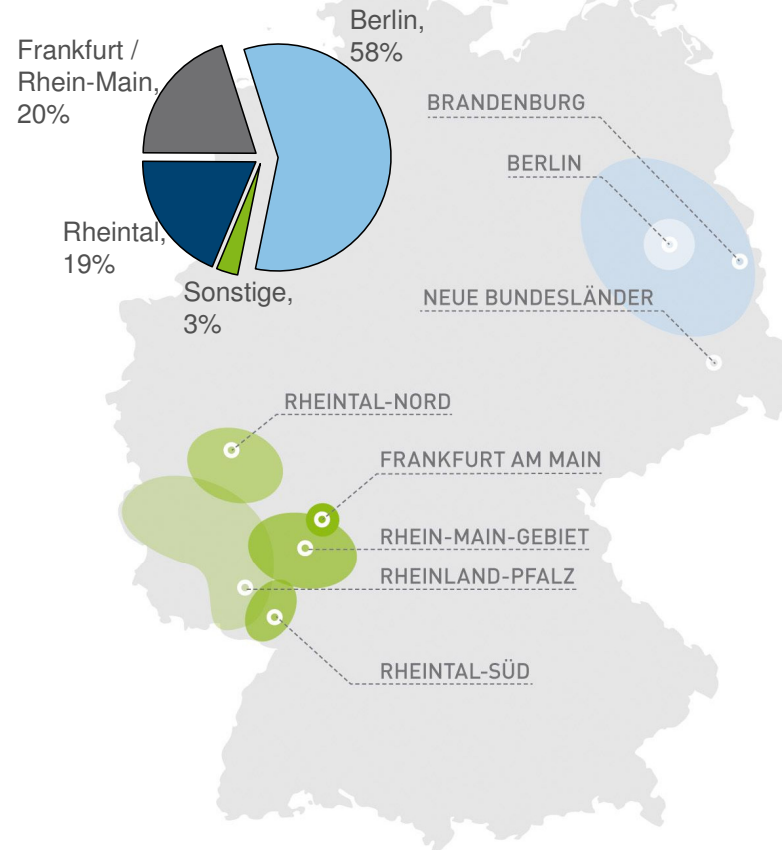 Berlin,
58%
Frankfurt /
Rhein-Main,
20%
Rheintal,
19%
Sonstige,
3%
BRANDENBURG
BERLIN
NEUE BUNDESLÄNDER
RHEINTAL-NORD
FRANKFURT AM MAIN
RHEIN-MAIN-GEBIET
RHEINLAND-PFALZ
RHEINTAL-SÜD